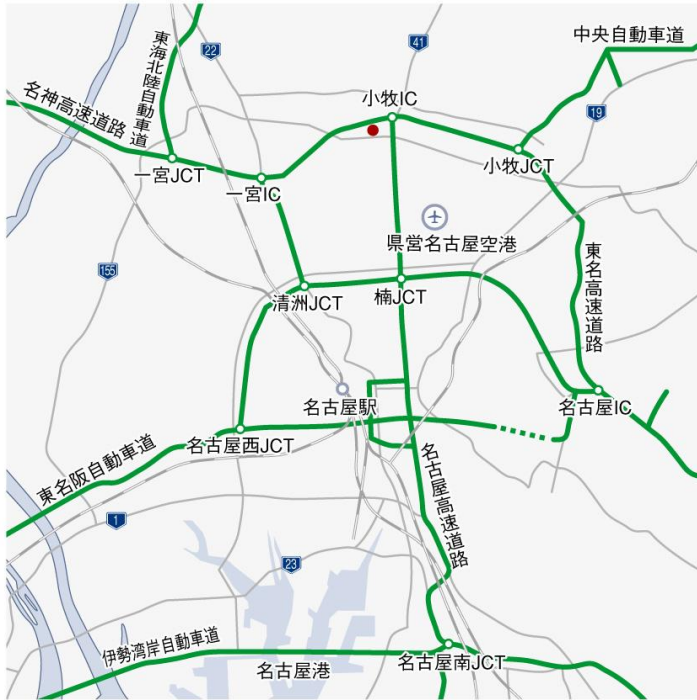 中央自動車道
41
22
東海北陸自動車道
名神高速道路
小牧IC
19
一宮JCT
一宮IC
小牧JCT
県営名古屋空港
東名高速道路
155
清洲JCT
楠JCT
名古屋駅
名古屋IC
名古屋西JCT
東名阪自動車道
名古屋高速道路
1
23
伊勢湾岸自動車道
名古屋港
名古屋南JCT